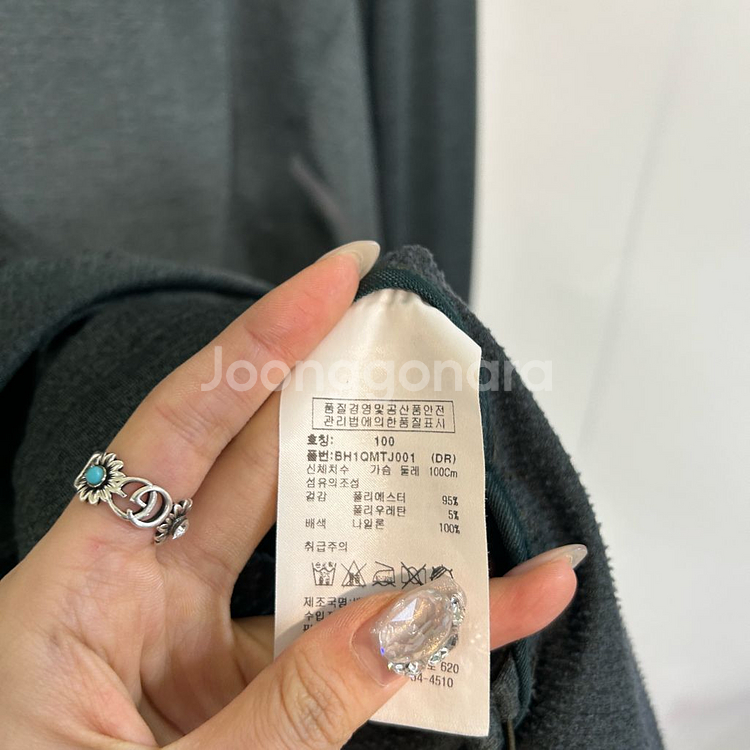 Joonggonara
품질경영및공산품안전
관리법에의한품질표시
호칭: 100
품번:BH1QMTJ001 (DR)
신체치수 가슴 둘레 100Cm
섬유의조성
겉감 폴리에스터 95%
폴리우레탄 5%
배색 나일론 100%
취급주의
제조국명:
620
-4510